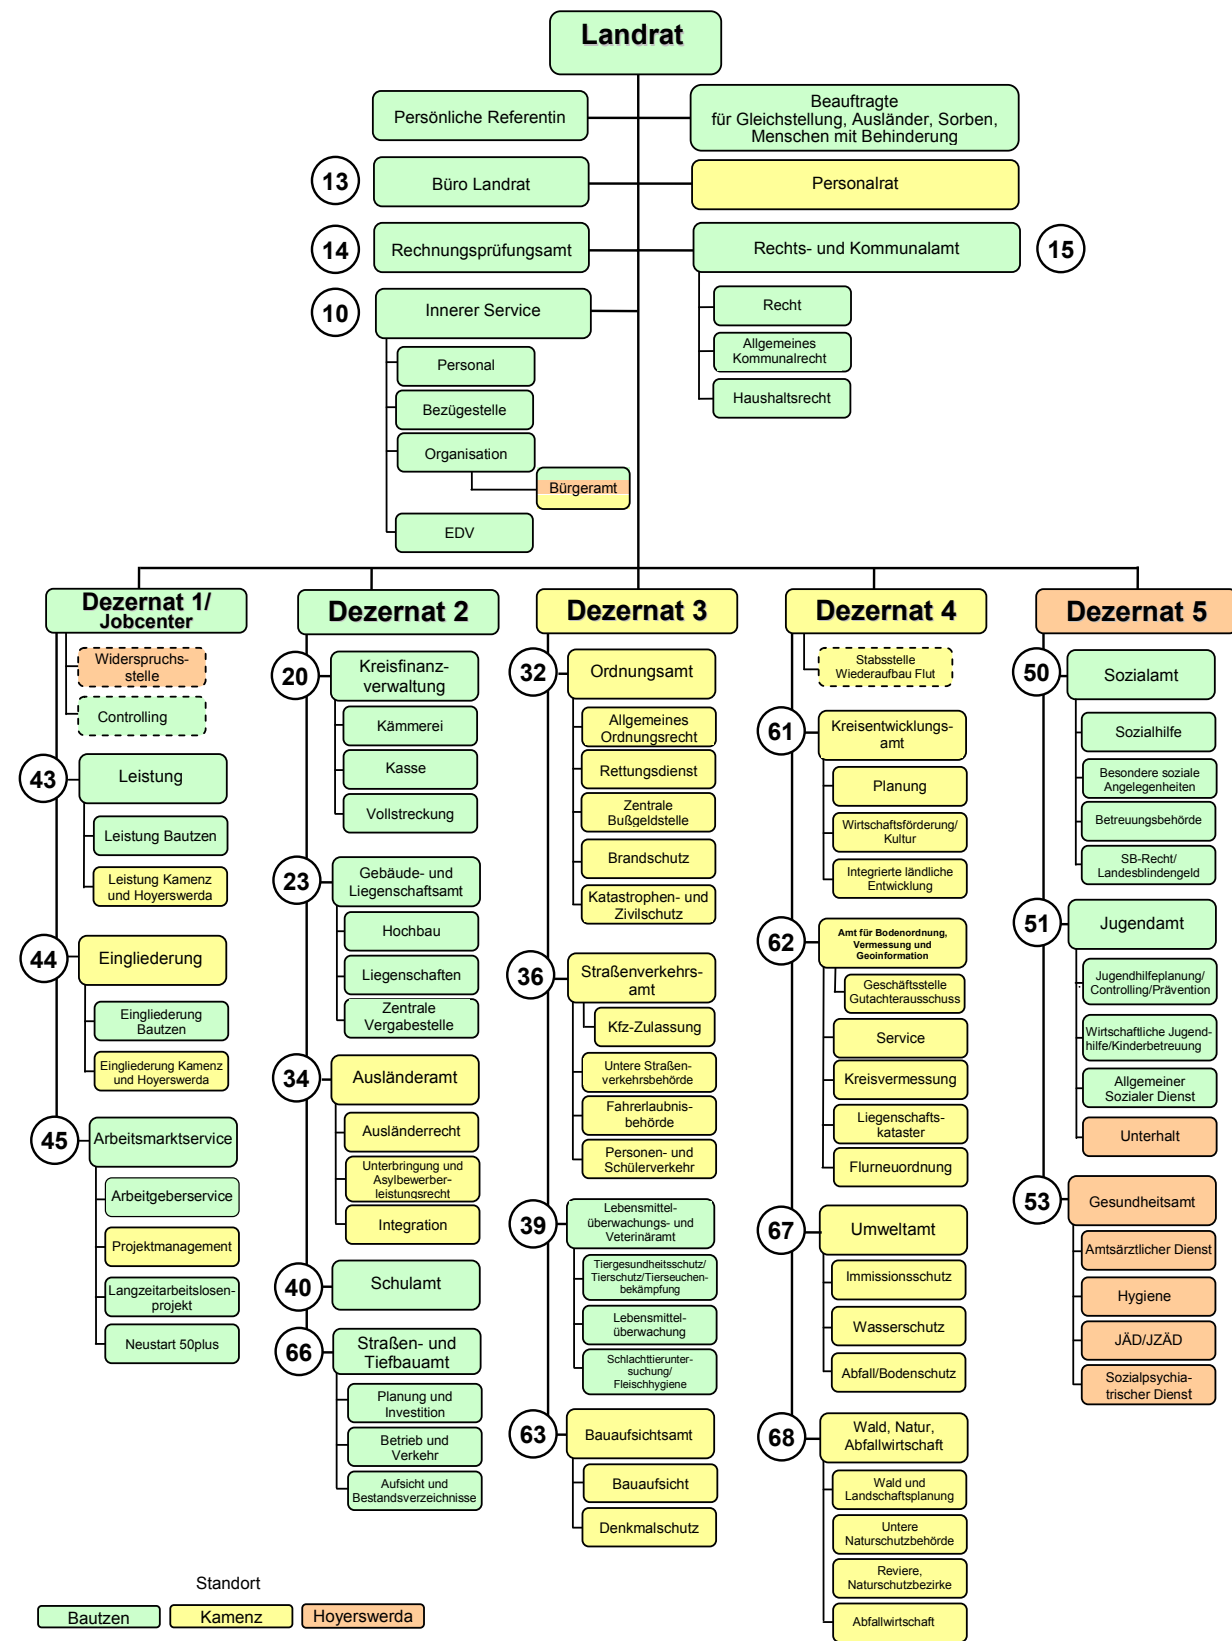 Landrat
Persönliche Referentin
Beauftragte
für Gleichstellung, Ausländer, Sorben,
Menschen mit Behinderung
13
Büro Landrat
Personalrat
14
Rechnungsprüfungsamt
Rechts- und Kommunalamt
15
Recht
Allgemeines
Kommunalrecht
Haushaltsrecht
10
Innerer Service
Personal
Bezügestelle
Organisation
Bürgeramt
EDV
Dezernat 1/
Jobcenter
Widerspruchs-
stelle
Controlling
43
Leistung
Leistung Bautzen
Leistung Kamenz
und Hoyerswerda
44
Eingliederung
Eingliederung
Bautzen
Eingliederung Kamenz
und Hoyerswerda
45
Arbeitsmarktservice
Arbeitgeberservice
Projektmanagement
Langzeitarbeitslosen-
projekt
Neustart 50plus
Dezernat 2
20
Kreisfinanz-
verwaltung
Kämmerei
Kasse
Vollstreckung
23
Gebäude- und
Liegenschaftsamt
Hochbau
Liegenschaften
Zentrale
Vergabestelle
34
Ausländeramt
Ausländerrecht
Unterbringung und
Asylbewerber-
leistungsrecht
Integration
40
Schulamt
66
Straßen- und
Tiefbauamt
Planung und
Investition
Betrieb und
Verkehr
Aufsicht und
Bestandsverzeichnisse
Dezernat 3
32
Ordnungsamt
Allgemeines
Ordnungsrecht
Rettungsdienst
Zentrale
Bußgeldstelle
Brandschutz
Katastrophen- und
Zivilschutz
36
Straßenverkehrs-
amt
Kfz-Zulassung
Untere Straßen-
verkehrsbehörde
Fahrerlaubnis-
behörde
Personen- und
Schülerverkehr
39
Lebensmittel-
überwachungs- und
Veterinäramt
Tiergesundheitsschutz/
Tierschutz/Tierseuchen-
bekämpfung
Lebensmittel-
überwachung
Schlachttierunter-
suchung/
Fleischhygiene
63
Bauaufsichtsamt
Bauaufsicht
Denkmalschutz
Dezernat 4
Stabsstelle
Wiederaufbau Flut
61
Kreisentwicklungs-
amt
Planung
Wirtschaftsförderung/
Kultur
Integrierte ländliche
Entwicklung
62
Amt für Bodenordnung,
Vermessung und
Geoinformation
Geschäftsstelle
Gutachterausschuss
Service
Kreisvermessung
Liegenschafts-
kataster
Flurneuordnung
67
Umweltamt
Immissionsschutz
Wasserschutz
Abfall/Bodenschutz
68
Wald, Natur,
Abfallwirtschaft
Wald und
Landschaftsplanung
Untere
Naturschutzbehörde
Reviere,
Naturschutzbezirke
Abfallwirtschaft
Dezernat 5
50
Sozialamt
Sozialhilfe
Besondere soziale
Angelegenheiten
Betreuungsbehörde
SB-Recht/
Landesblindengeld
51
Jugendamt
Jugendhilfeplanung/
Controlling/Prävention
Wirtschaftliche Jugend-
hilfe/Kinderbetreuung
Allgemeiner
Sozialer Dienst
Unterhalt
53
Gesundheitsamt
Amtsärztlicher Dienst
Hygiene
JÄD/JZÄD
Sozialpsychia-
trischer Dienst
Standort
Bautzen
Kamenz
Hoyerswerda